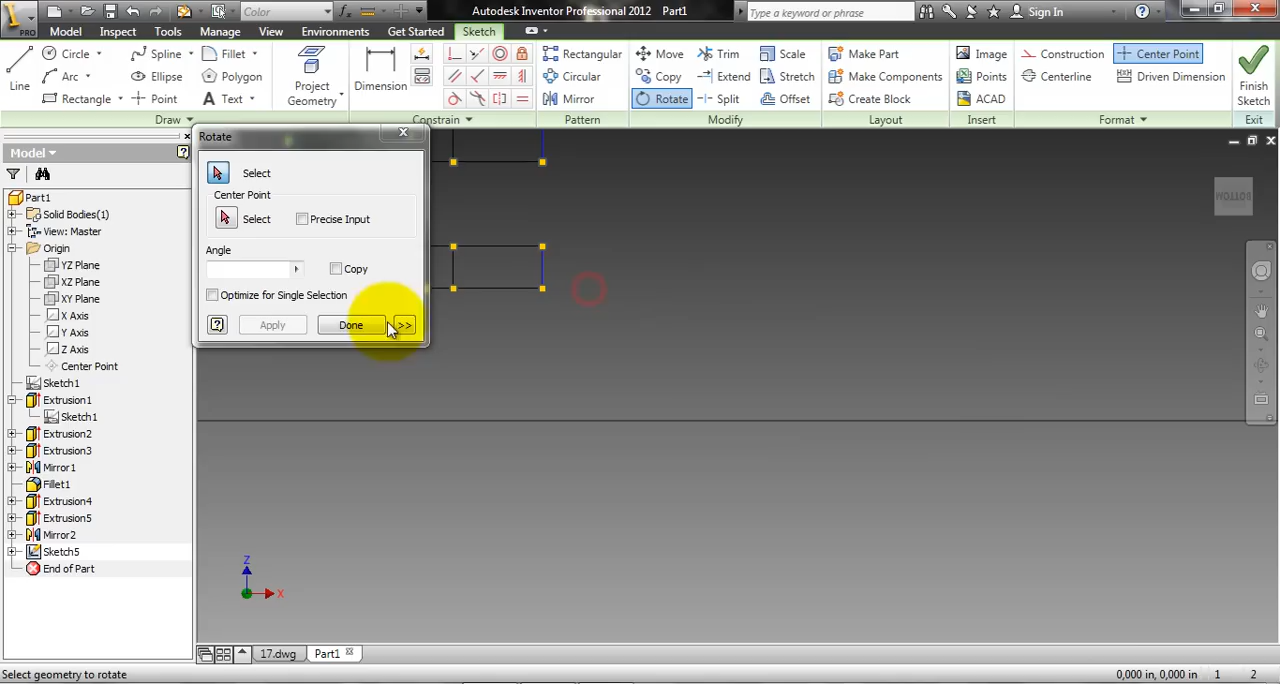 Color
Autodesk Inventor Professional 2012 Part1
Type a keyword or phrase
Sign In
PRO
Model Inspect Tools Manage View Environments Get Started Sketch
Line
Circle
Arc
Rectangle
Spline
Ellipse
Point
Fillet
Polygon
Text
Project
Geometry
Dimension
Rectangular
Circular
Mirror
Move
Copy
Rotate
Trim
Extend
Split
Scale
Stretch
Offset
Make Part
Make Components
Create Block
Image
Points
ACAD
Construction
Centerline
Center Point
Driven Dimension
Finish
Sketch
Draw Constrain Pattern Modify Layout Insert Format Exit
Model
Part1
Solid Bodies(1)
View: Master
Origin
YZ Plane
XZ Plane
XY Plane
X Axis
Y Axis
Z Axis
Center Point
Sketch1
Extrusion1
Sketch1
Extrusion2
Extrusion3
Mirror1
Fillet1
Extrusion4
Extrusion5
Mirror2
Sketch5
End of Part
Rotate
Select
Center Point
Select
Precise Input
Angle
Copy
Optimize for Single Selection
Apply
Done
>>
BOTTOM
Z
X
17.dwg
Part1
Select geometry to rotate
0,000 in, 0,000 in 1 2